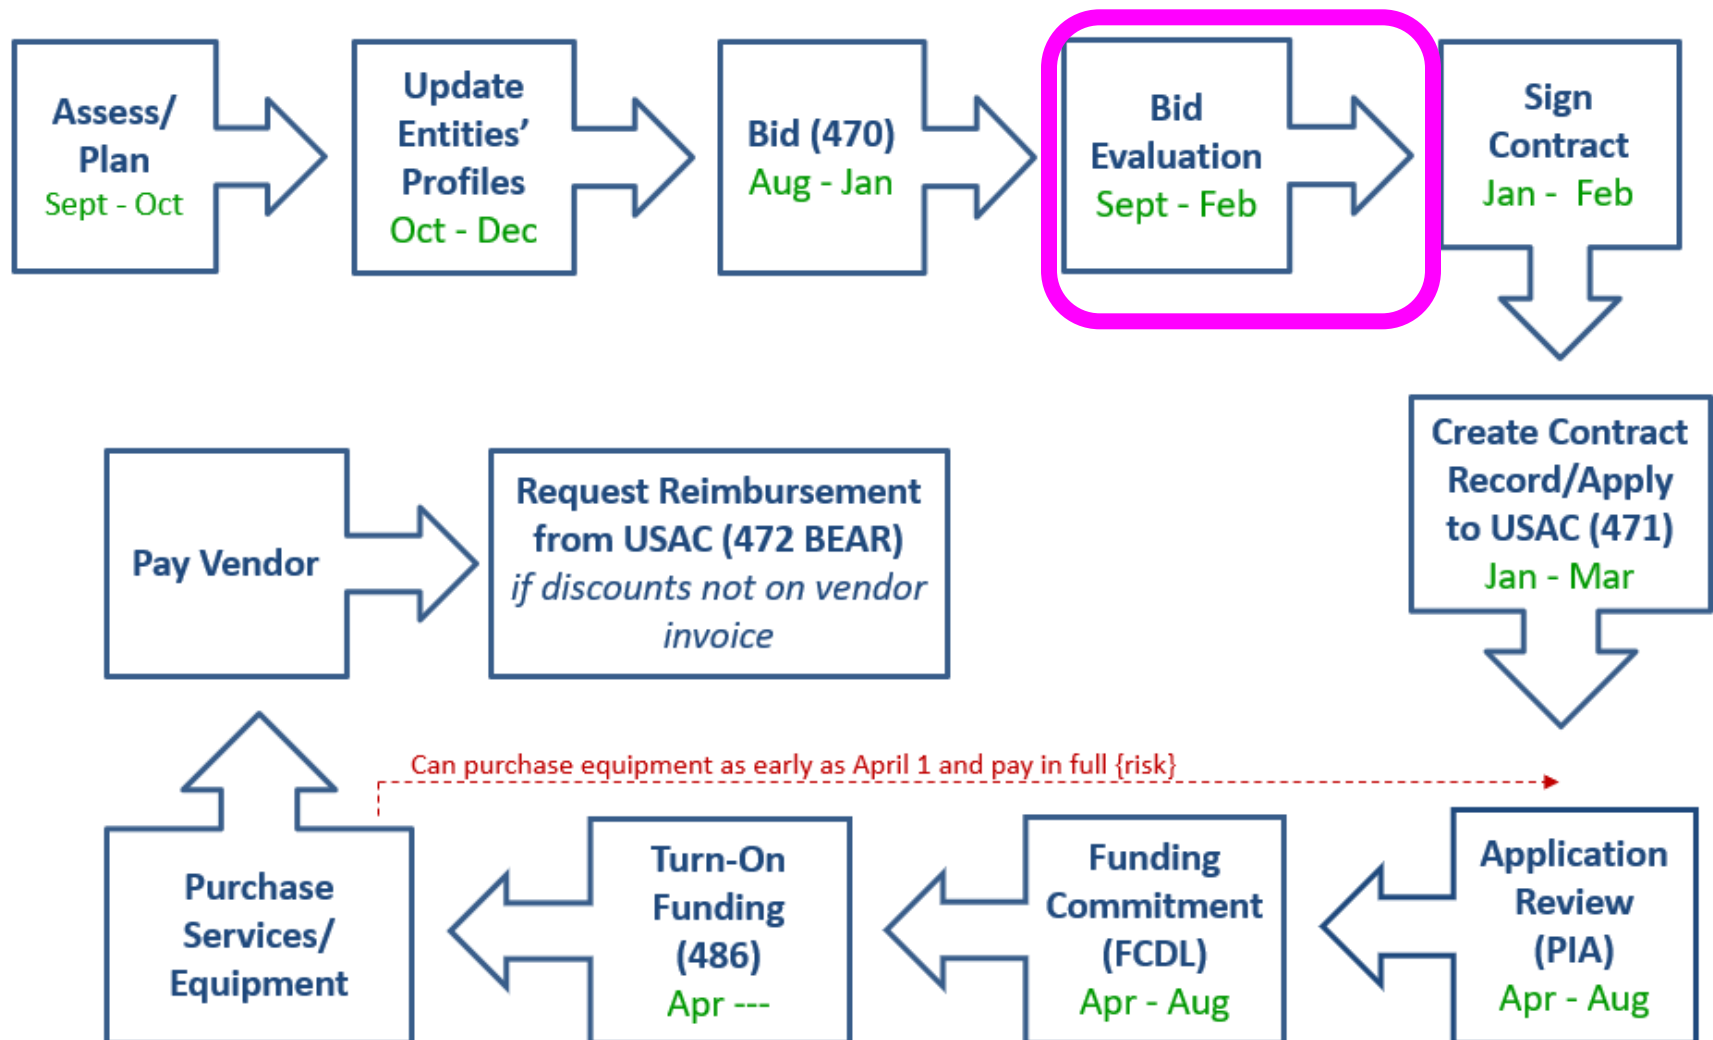 Assess/
Plan
Sept - Oct
Update
Entities’
Profiles
Oct - Dec
Bid (470)
Aug - Jan
Bid
Evaluation
Sept - Feb
Sign
Contract
Jan -  Feb
Create Contract
Record/Apply
to USAC (471)
Jan - Mar
Application
Review
(PIA)
Apr - Aug
Funding
Commitment
(FCDL)
Apr - Aug
Turn-On
Funding
(486)
Apr ---
Can purchase equipment as early as April 1 and pay in full {risk}
Purchase
Services/
Equipment
Pay Vendor
Request Reimbursement
from USAC (472 BEAR)
if discounts not on vendor
invoice